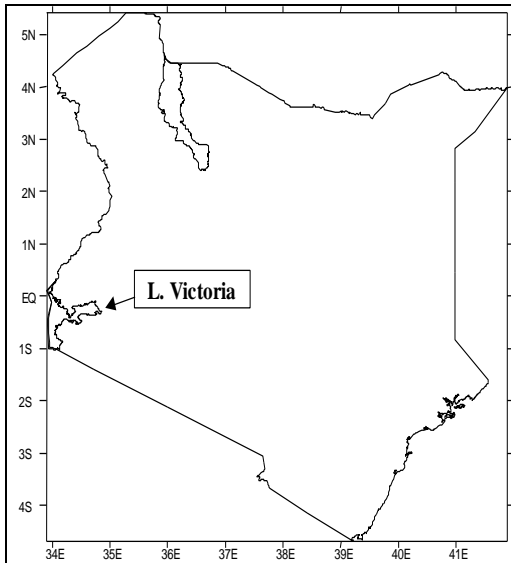 5N
4N
3N
2N
1N
EQ
L. Victoria
1S
2S
3S
4S
34E 35E 36E 37E 38E 39E 40E 41E